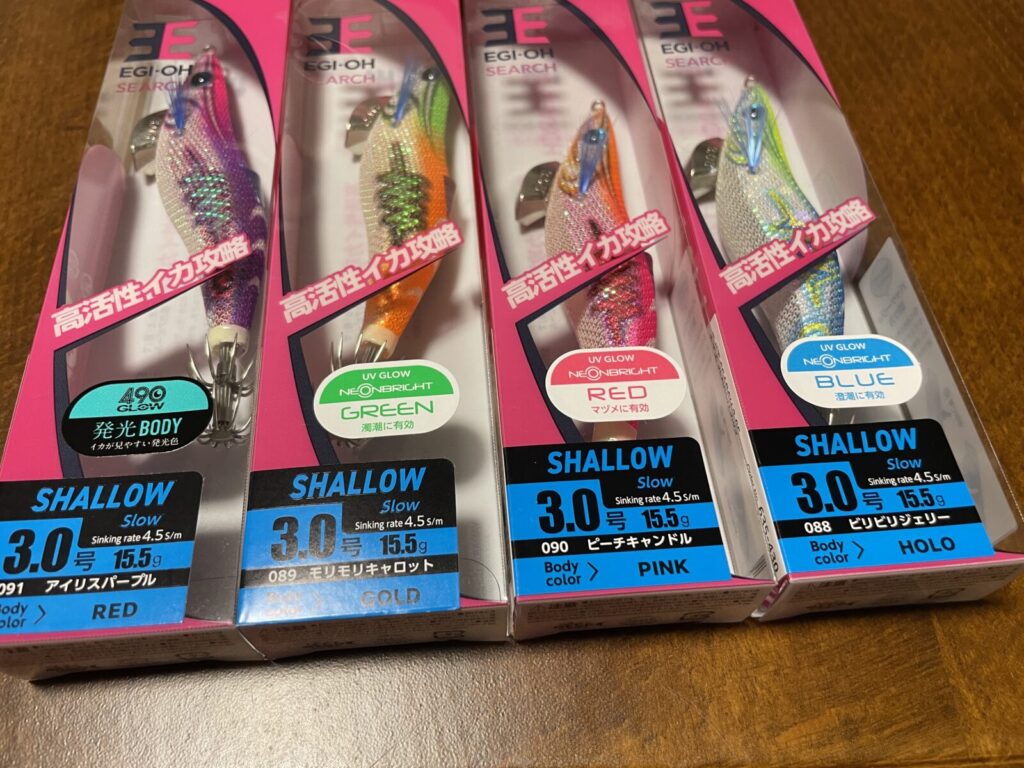 EGI-OH
SEARCH
高活性イカ攻略
490
GLOW
発光BODY
イカが見やすい発光色
SHALLOW
Slow
Sinking rate 4.5 S/m
3.0号 15.5g
091 アイリスパープル
Body color > RED
EGI-OH
ARCH
高活性イカ攻略
UV GLOW
NEONBRIGHT
GREEN
濁潮に有効
SHALLOW
Slow
Sinking rate 4.5 S/m
3.0号 15.5g
089 モリモリキャロット
Body color > GOLD
EGI-OH
SEARCH
高活性イカ攻略
UV GLOW
NEONBRIGHT
RED
マヅメに有効
SHALLOW
Slow
Sinking rate 4.5 S/m
3.0号 15.5g
090 ピーチキャンドル
Body color > PINK
EGI-OH
SEARCH
高活性イカ攻略
UV GLOW
NEONBRIGHT
BLUE
澄潮に有効
SHALLOW
Slow
Sinking rate 4.5 S/m
3.0号 15.5g
088 ビリビリジェリー
Body color > HOLO